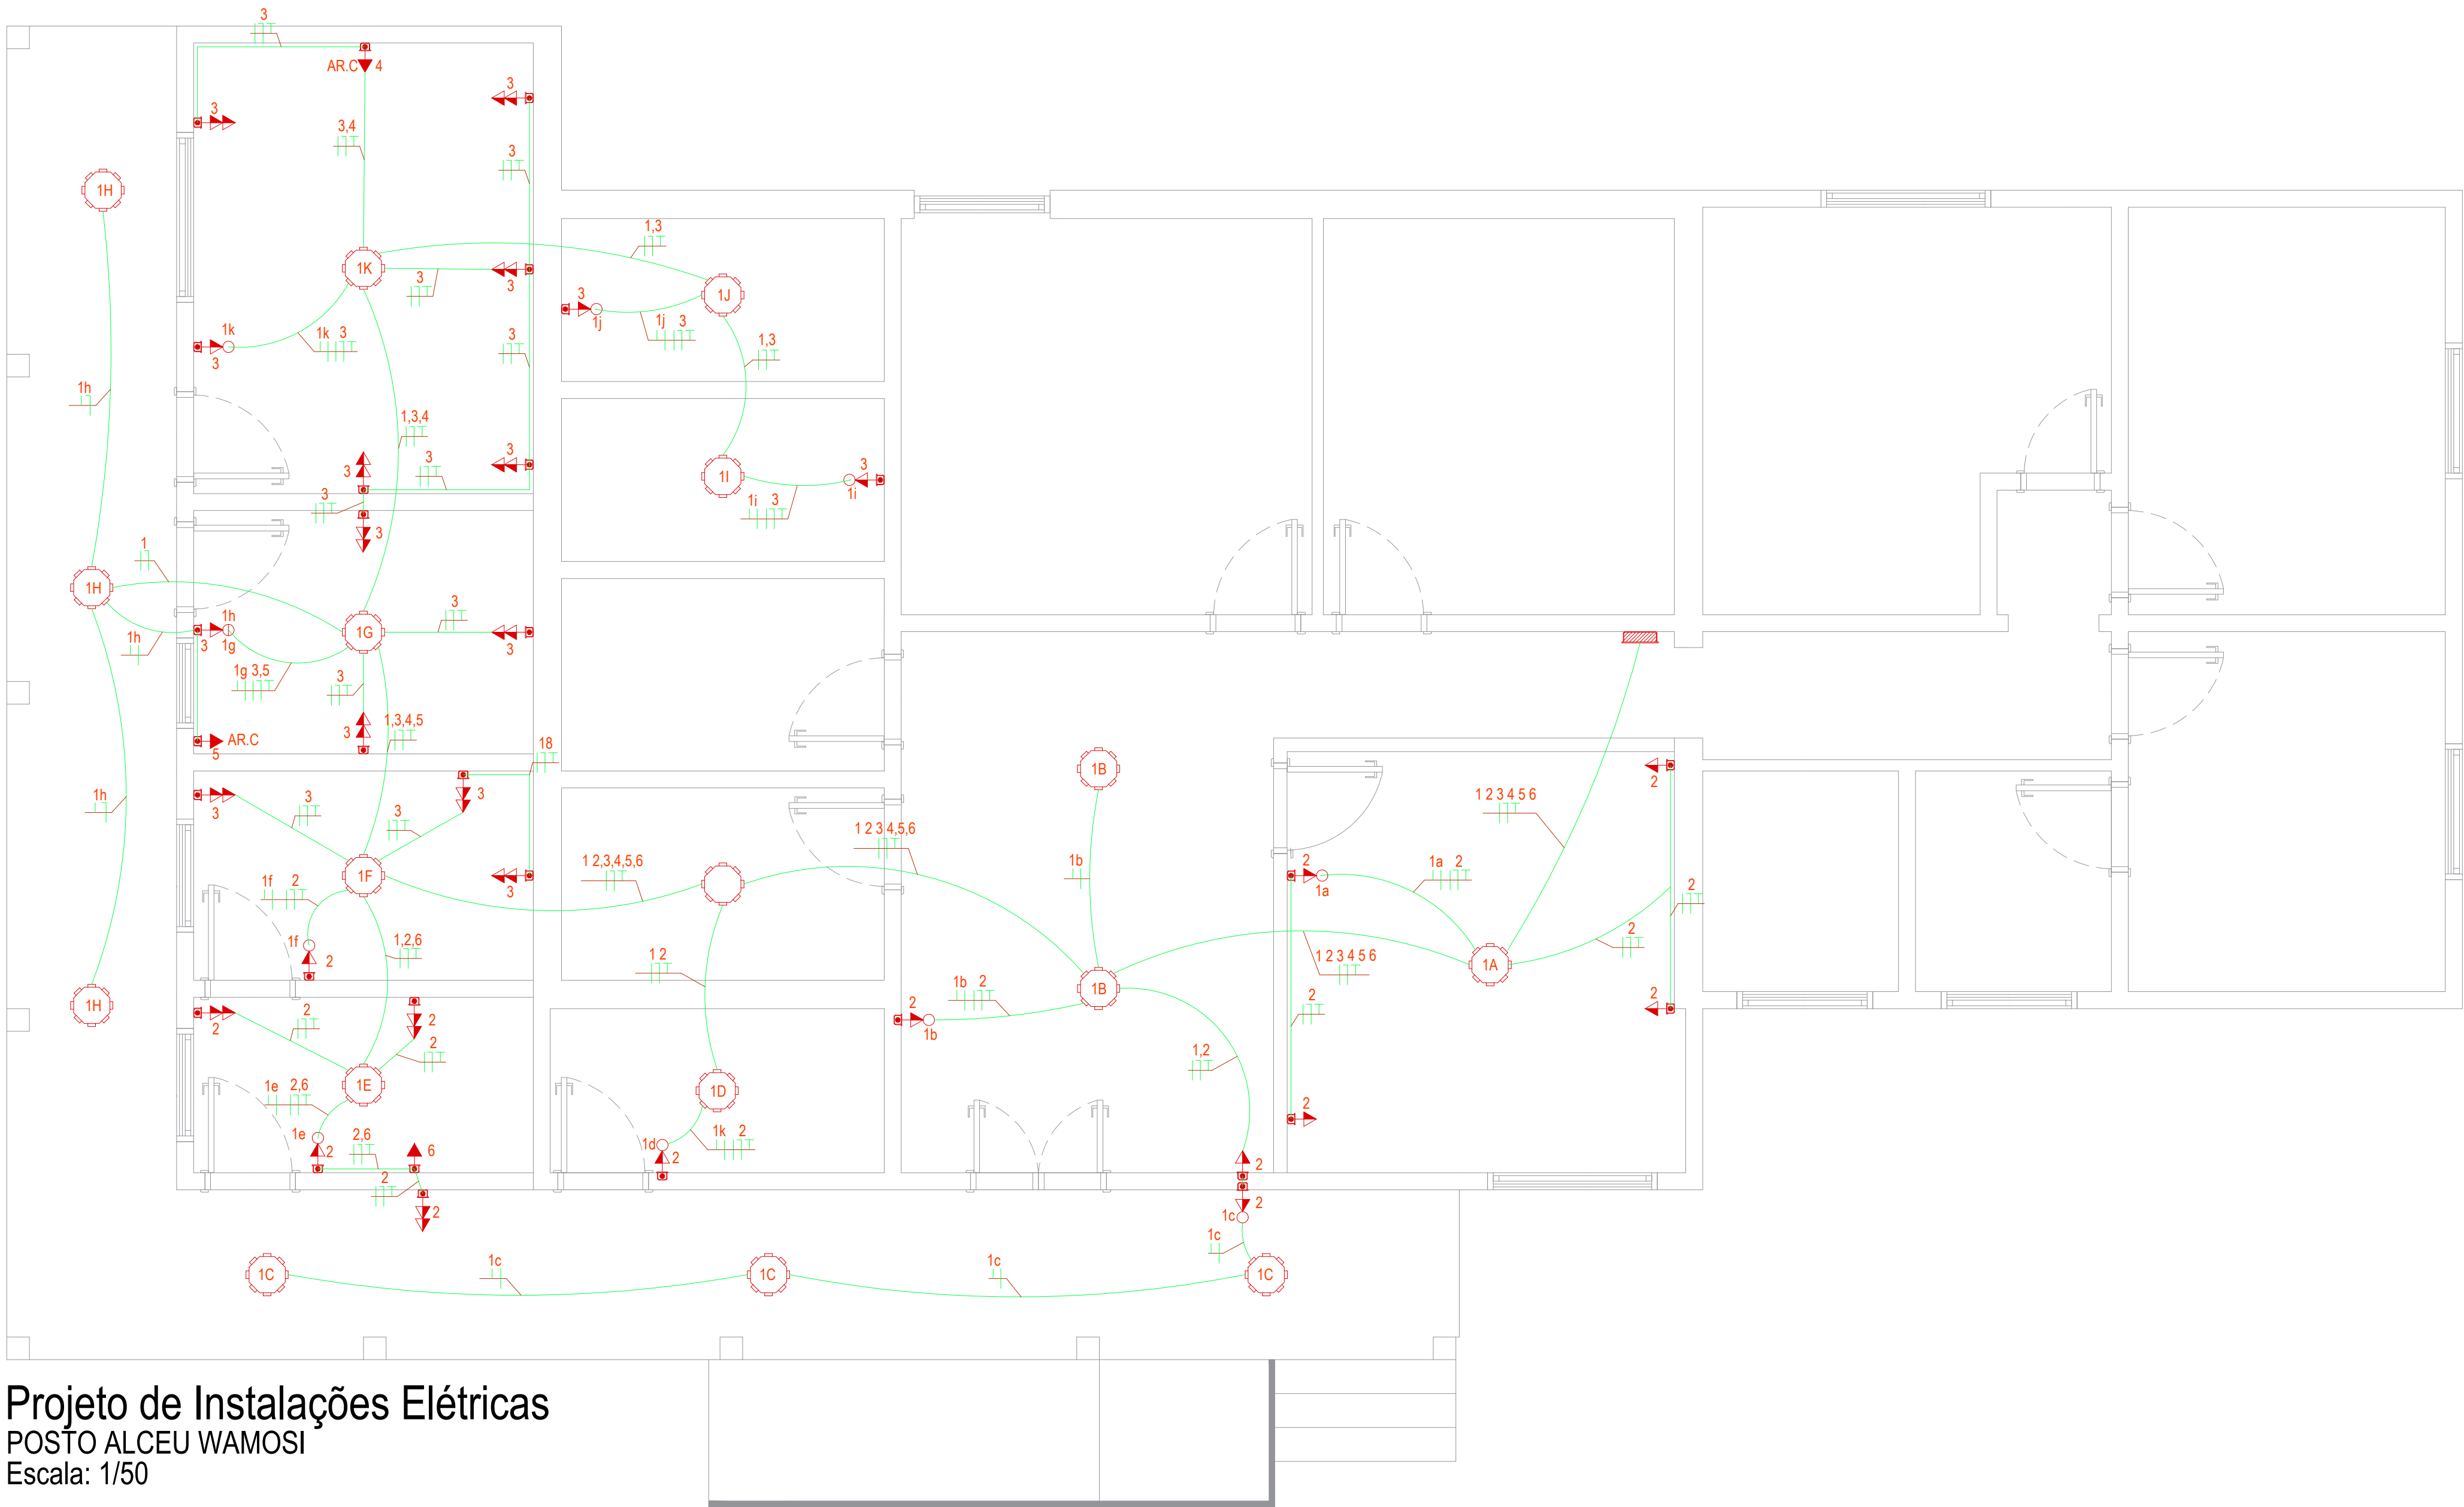 3
AR.C 4
3
3
3,4
3
1H
1,3
1K
3
3
1J
3
1j
1j 3
1k
3
1k 3
3
1,3
1h
1,3,4
3
3
3
3
1I
3
1i
1i 3
3
3
1
1H
1h
3
1g
1h
1G
3
3
1g 3,5
3
3
1,3,4,5
AR.C
5
18
1B
2
1h
3
3
3
3
1 2 3 4 5 6
1 2 3 4,5,6
1 2,3,4,5,6
1b
2
1a
1a 2
2
1F
3
1f 2
1f
2
1,2,6
1 2
2
1A
1 2 3 4 5 6
1H
2
2
2
1b 2
1B
2
1b
2
2
1,2
1E
1e 2,6
1D
2
1e
2
2,6
6
1d
2
1k 2
2
2
2
2
1c
1c
1C
1c
1C
1c
1C
Projeto de Instalações Elétricas
POSTO ALCEU WAMOSI
Escala: 1/50